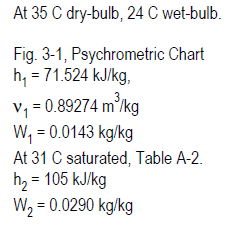 At 35 C dry-bulb, 24 C wet-bulb.
Fig. 3-1, Psychrometric Chart
h₁ = 71.524 kJ/kg,
ν₁ = 0.89274 m³/kg
W₁ = 0.0143 kg/kg
At 31 C saturated, Table A-2.
h₂ = 105 kJ/kg
W₂ = 0.0290 kg/kg